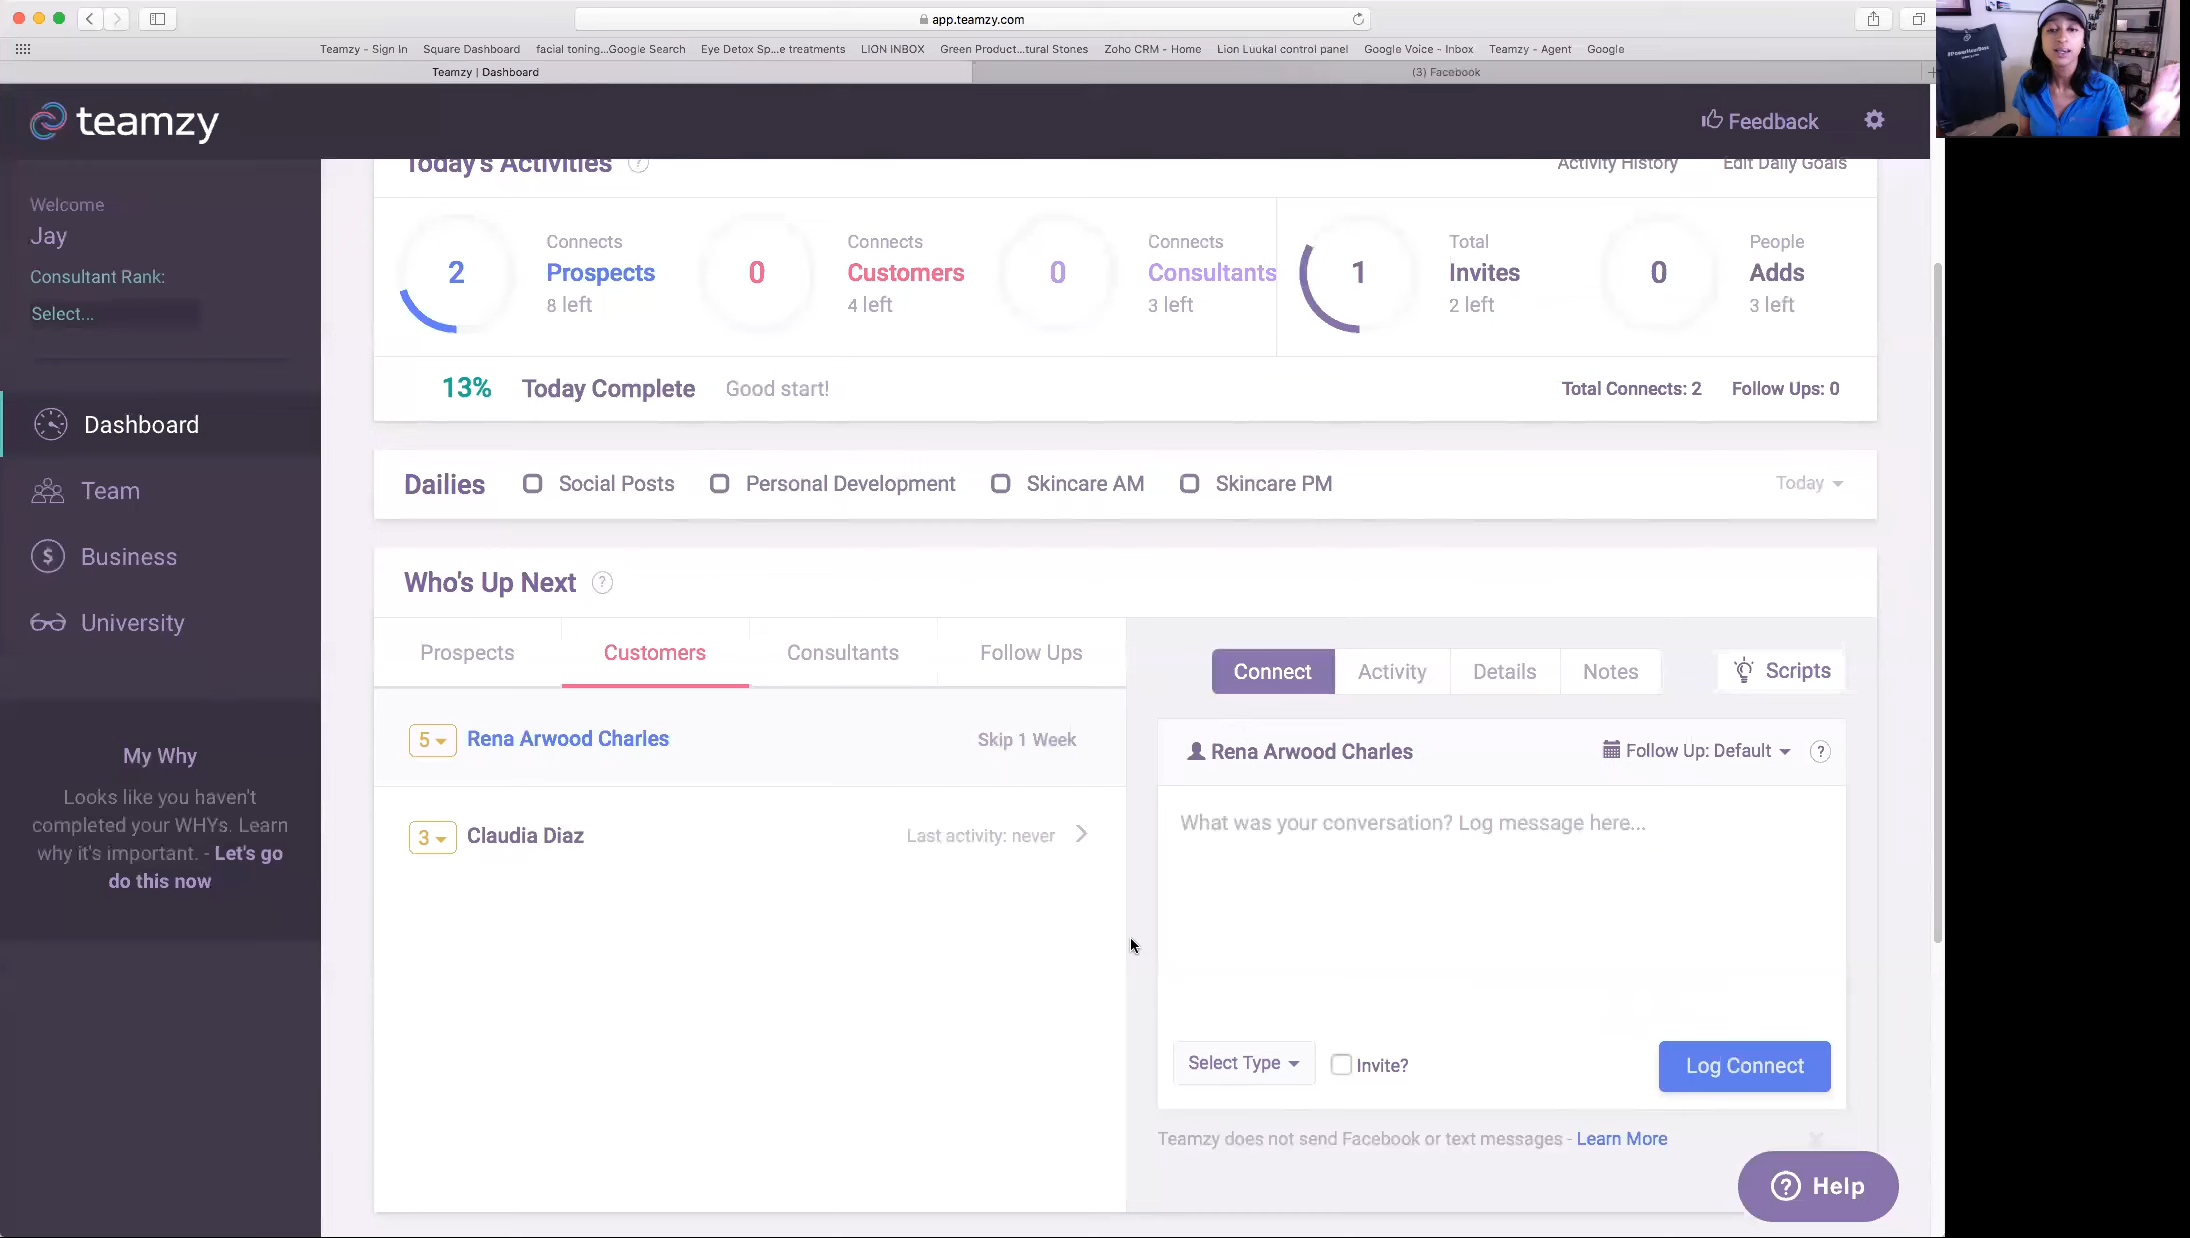 app.teamzy.com
Teamzy - Sign In Square Dashboard facial toning...Google Search Eye Detox Sp...e treatments LION INBOX Green Product...tural Stones Zoho CRM - Home Lion Luukal control panel Google Voice - Inbox Teamzy - Agent Google
Teamzy | Dashboard (3) Facebook
teamzy
Feedback
Welcome
Jay
Consultant Rank:
Select...
Dashboard
Team
Business
University
My Why
Looks like you haven't
completed your WHYs. Learn
why it's important. - Let's go
do this now
Today's Activities ? Activity History Edit Daily Goals
2
Connects
Prospects
8 left
0
Connects
Customers
4 left
0
Connects
Consultants
3 left
1
Total
Invites
2 left
0
People
Adds
3 left
13% Today Complete Good start! Total Connects: 2 Follow Ups: 0
Dailies Social Posts Personal Development Skincare AM Skincare PM Today
Who's Up Next ?
Prospects Customers Consultants Follow Ups
5 Rena Arwood Charles Skip 1 Week
3 Claudia Diaz Last activity: never
Connect Activity Details Notes Scripts
Rena Arwood Charles Follow Up: Default ?
What was your conversation? Log message here...
Select Type Invite? Log Connect
Teamzy does not send Facebook or text messages - Learn More
? Help